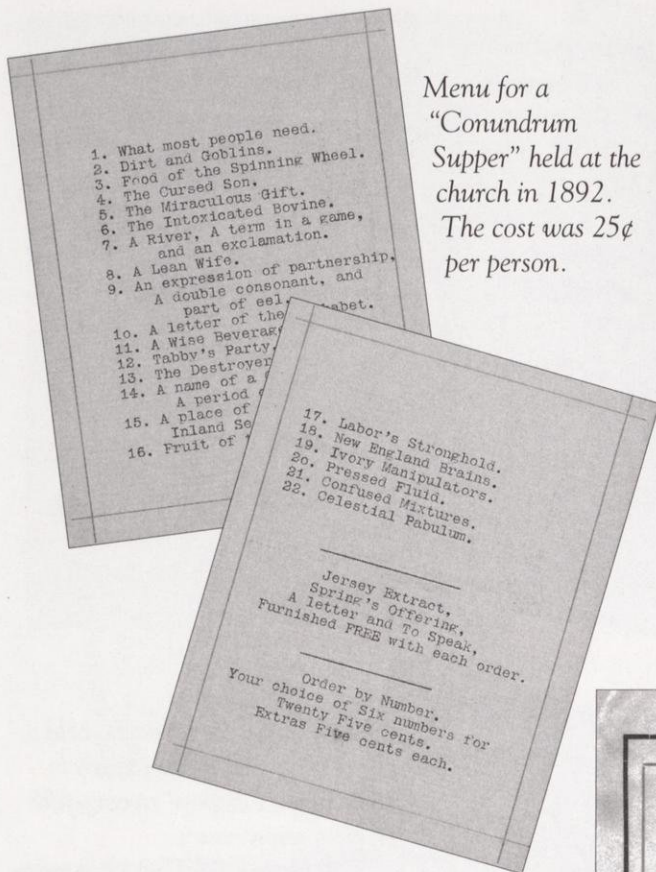 Menu for a
“Conundrum
Supper” held at the
church in 1892.
The cost was 25¢
per person.
1. What most people need.
2. Dirt and Goblins.
3. Food of the Spinning Wheel.
4. The Cursed Son.
5. The Miraculous Gift.
6. The Intoxicated Bovine.
7. A River, A term in a game,
and an exclamation.
8. A Lean Wife.
9. An expression of partnership,
A double consonant, and
part of eel.
10. A letter of the
11. A Wise
12. Tabby's Party.
13. The Destroyer
14. A name of a
A period
15. A place of
Inland
16. Fruit of
17. Labor's Stronghold.
18. New England Brains.
19. Ivory Manipulators.
20. Pressed Fluid.
21. Confused Mixtures.
22. Celestial Pabulum.
Jersey Extract,
Spring's Offering,
A letter and To Speak,
Furnished FREE with each order.
Order by Number.
Your choice of Six numbers for
Twenty Five cents.
Extras Five cents each.